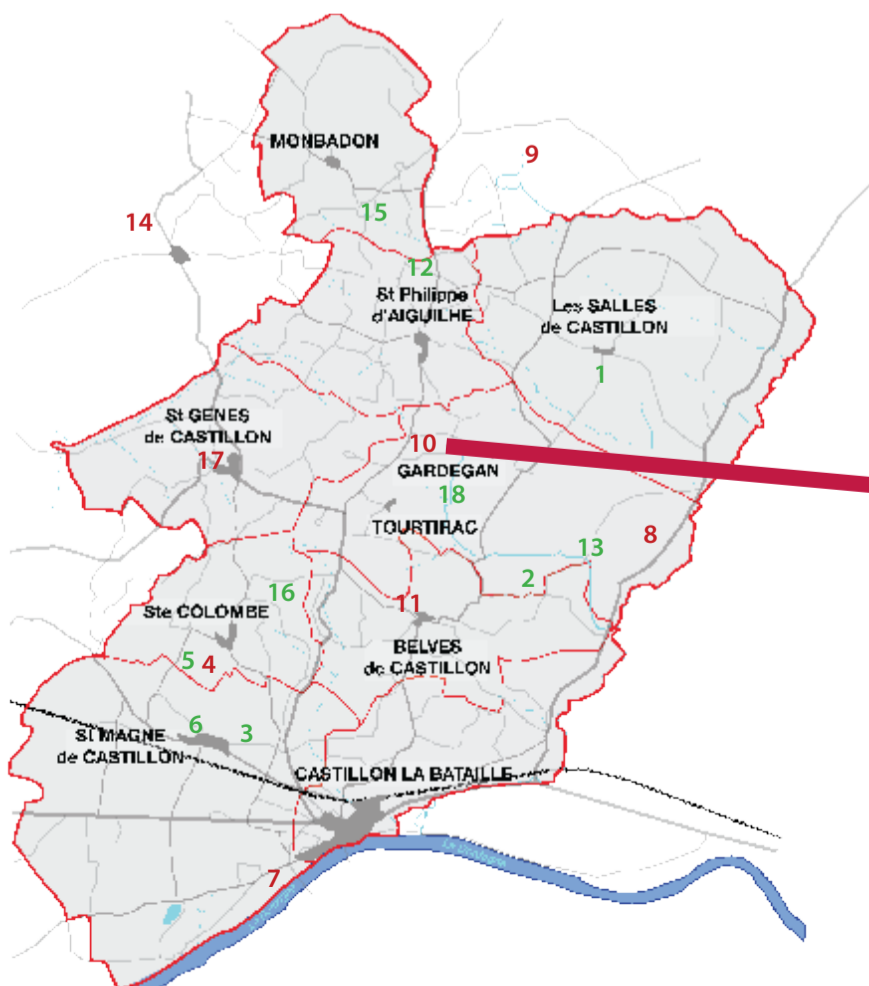 MONBADON
9
15
14
12
St Philippe
d'AIGUILHE
Les SALLES
de CASTILLON
1
St GENES
de CASTILLON
17
10
GARDEGAN
18
TOURTIRAC
8
13
2
16
11
Ste COLOMBE
BELVES
de CASTILLON
5
4
6
3
St MAGNE
de CASTILLON
CASTILLON LA BATAILLE
7